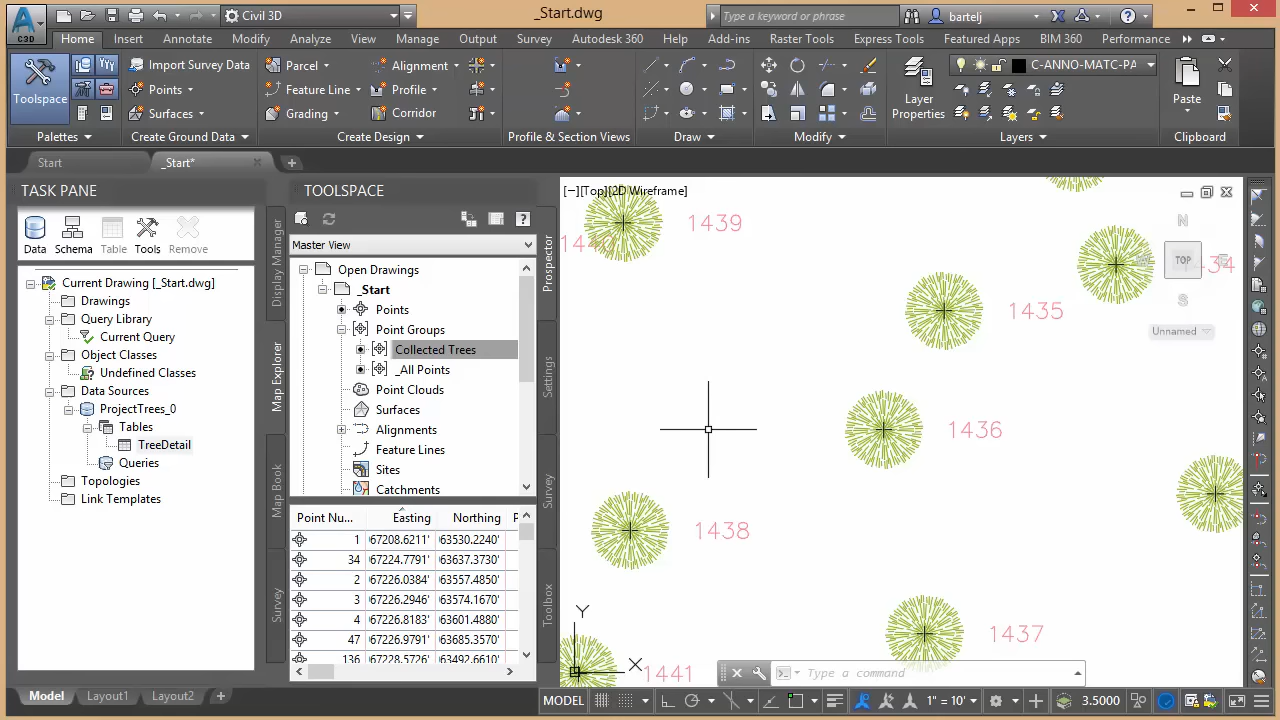 C3D
Civil 3D
_Start.dwg
Type a keyword or phrase
bartelj
Home Insert Annotate Modify Analyze View Manage Output Survey Autodesk 360 Help Add-ins Raster Tools Express Tools Featured Apps BIM 360 Performance
Toolspace
Import Survey Data
Points
Surfaces
Parcel
Feature Line
Grading
Alignment
Profile
Corridor
Layer Properties
C-ANNO-MATC-PA
Paste
Palettes
Create Ground Data
Create Design
Profile & Section Views
Draw
Modify
Layers
Clipboard
Start
_Start*
TASK PANE
Data Schema Table Tools Remove
Current Drawing [_Start.dwg]
Drawings
Query Library
Current Query
Object Classes
Undefined Classes
Data Sources
ProjectTrees_0
Tables
TreeDetail
Queries
Topologies
Link Templates
Display Manager
Map Explorer
Map Book
Survey
TOOLSPACE
Master View
Open Drawings
_Start
Points
Point Groups
Collected Trees
_All Points
Point Clouds
Surfaces
Alignments
Feature Lines
Sites
Catchments
Point Nu... Easting Northing P
1 67208.6211' 63530.2240'
34 67224.7791' 63637.3730'
2 67226.0384' 63557.4850'
3 67226.2946' 63574.1670'
4 67226.8183' 63601.4880'
47 67226.9791' 63685.3570'
136 67228.5726' 63492.6610'
Prospector
Settings
Survey
Toolbox
[−][Top][2D Wireframe]
1439
1440
1435
1436
1438
1437
1441
N
TOP
E
34
S
Unnamed
Y
X
Type a command
Model Layout1 Layout2
MODEL
1" = 10'
3.5000